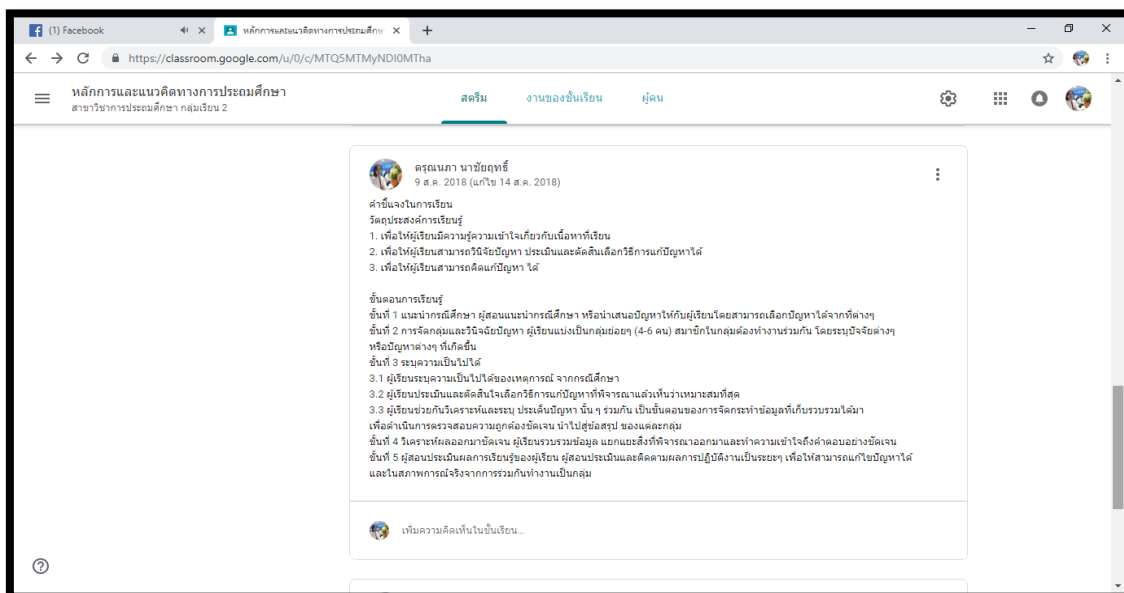 (1) Facebook
หลักการและแนวคิดทางการประถมศึกษ
https://classroom.google.com/u/0/c/MTQ5MTMyNDI0MTha
หลักการและแนวคิดทางการประถมศึกษา
สาขาวิชาการประถมศึกษา กลุ่มเรียน 2
สตรีม งานของชั้นเรียน ผู้คน
ดรุณนภา นาชัยฤทธิ์
9 ส.ค. 2018 (แก้ไข 14 ส.ค. 2018)
คำชี้แจงในการเรียน
วัตถุประสงค์การเรียนรู้
1. เพื่อให้ผู้เรียนมีความรู้ความเข้าใจเกี่ยวกับเนื้อหาที่เรียน
2. เพื่อให้ผู้เรียนสามารถวินิจัยปัญหา ประเมินและตัดสินเลือกวิธีการแก้ปัญหาได้
3. เพื่อให้ผู้เรียนสามารถคิดแก้ปัญหา ได้
ขั้นตอนการเรียนรู้
ขั้นที่ 1 แนะนำกรณีศึกษา ผู้สอนแนะนำกรณีศึกษา หรือนำเสนอปัญหาให้กับผู้เรียนโดยสามารถเลือกปัญหาได้จากที่ต่างๆ
ขั้นที่ 2 การจัดกลุ่มและวินิจฉัยปัญหา ผู้เรียนแบ่งเป็นกลุ่มย่อยๆ (4-6 คน) สมาชิกในกลุ่มต้องทำงานร่วมกัน โดยระบุปัจจัยต่างๆ
หรือปัญหาต่างๆ ที่เกิดขึ้น
ขั้นที่ 3 ระบุความเป็นไปได้
3.1 ผู้เรียนระบุความเป็นไปได้ของเหตุการณ์ จากกรณีศึกษา
3.2 ผู้เรียนประเมินและตัดสินใจเลือกวิธีการแก้ปัญหาที่พิจารณาแล้วเห็นว่าเหมาะสมที่สุด
3.3 ผู้เรียนช่วยกันวิเคราะห์และระบุ ประเด็นปัญหา นั้น ๆ ร่วมกัน เป็นขั้นตอนของการจัดกระทำข้อมูลที่เก็บรวบรวมได้มา
เพื่อดำเนินการตรวจสอบความถูกต้องชัดเจน นำไปสู่ข้อสรุป ของแต่ละกลุ่ม
ขั้นที่ 4 วิเคราะห์ผลออกมาชัดเจน ผู้เรียนรวบรวมข้อมูล แยกแยะสิ่งที่พิจารณาออกมาและทำความเข้าใจถึงคำตอบอย่างชัดเจน
ขั้นที่ 5 ผู้สอนประเมินผลการเรียนรู้ของผู้เรียน ผู้สอนประเมินและติดตามผลการปฏิบัติงานเป็นระยะๆ เพื่อให้สามารถแก้ไขปัญหาได้
และในสภาพการณ์จริงจากการร่วมกันทำงานเป็นกลุ่ม
เพิ่มความคิดเห็นในชั้นเรียน...